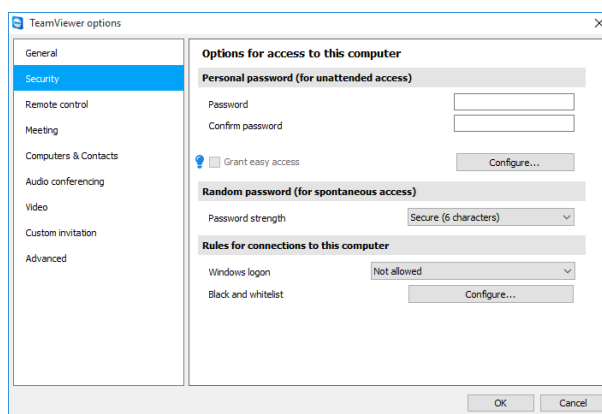 TeamViewer options
General
Security
Remote control
Meeting
Computers & Contacts
Audio conferencing
Video
Custom invitation
Advanced
Options for access to this computer
Personal password (for unattended access)
Password
Confirm password
Grant easy access
Configure...
Random password (for spontaneous access)
Password strength
Secure (6 characters)
Rules for connections to this computer
Windows logon
Not allowed
Black and whitelist
Configure...
OK
Cancel